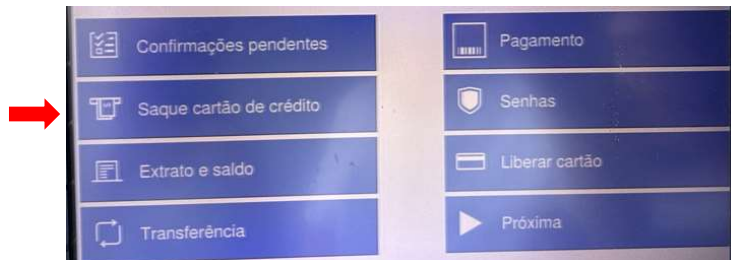 Confirmações pendentes
Pagamento
Saque cartão de crédito
Senhas
Extrato e saldo
Liberar cartão
Transferência
Próxima